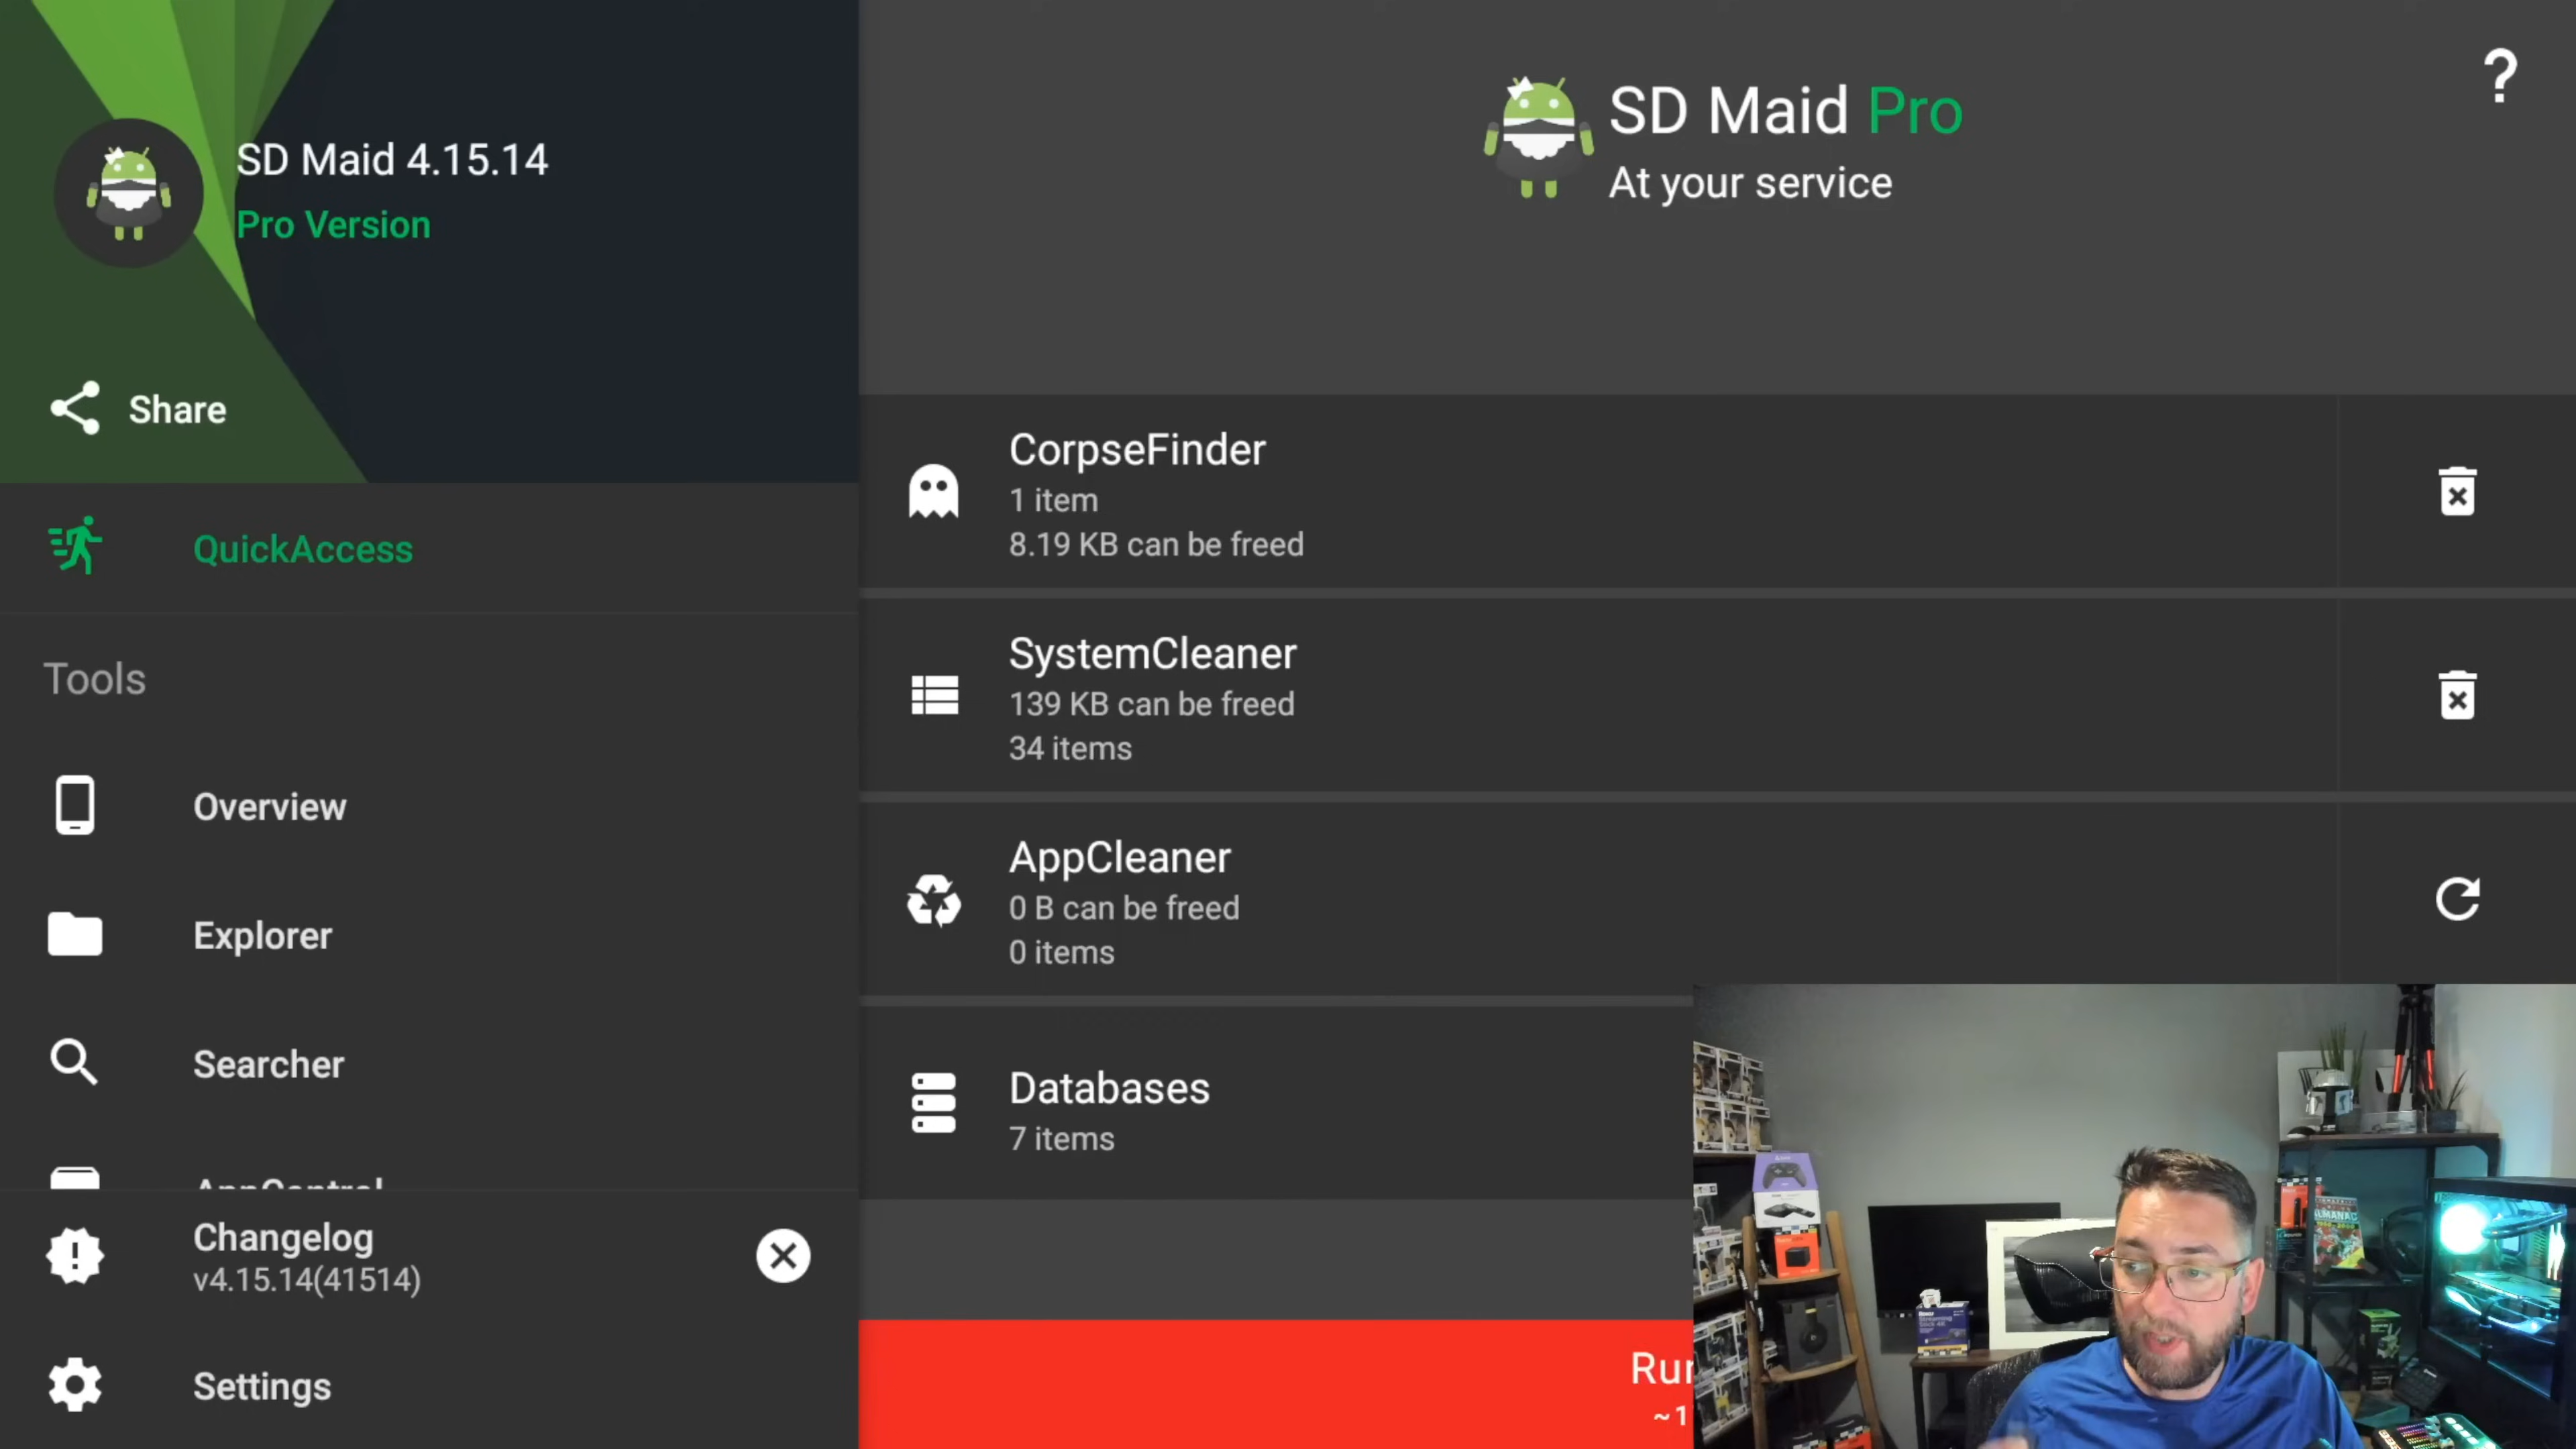 SD Maid 4.15.14
Pro Version
Share
QuickAccess
Tools
Overview
Explorer
Searcher
AppControl
Changelog
v4.15.14(41514)
Settings
SD Maid Pro
At your service
?
CorpseFinder
1 item
8.19 KB can be freed
SystemCleaner
139 KB can be freed
34 items
AppCleaner
0 B can be freed
0 items
Databases
7 items
ALMANAC